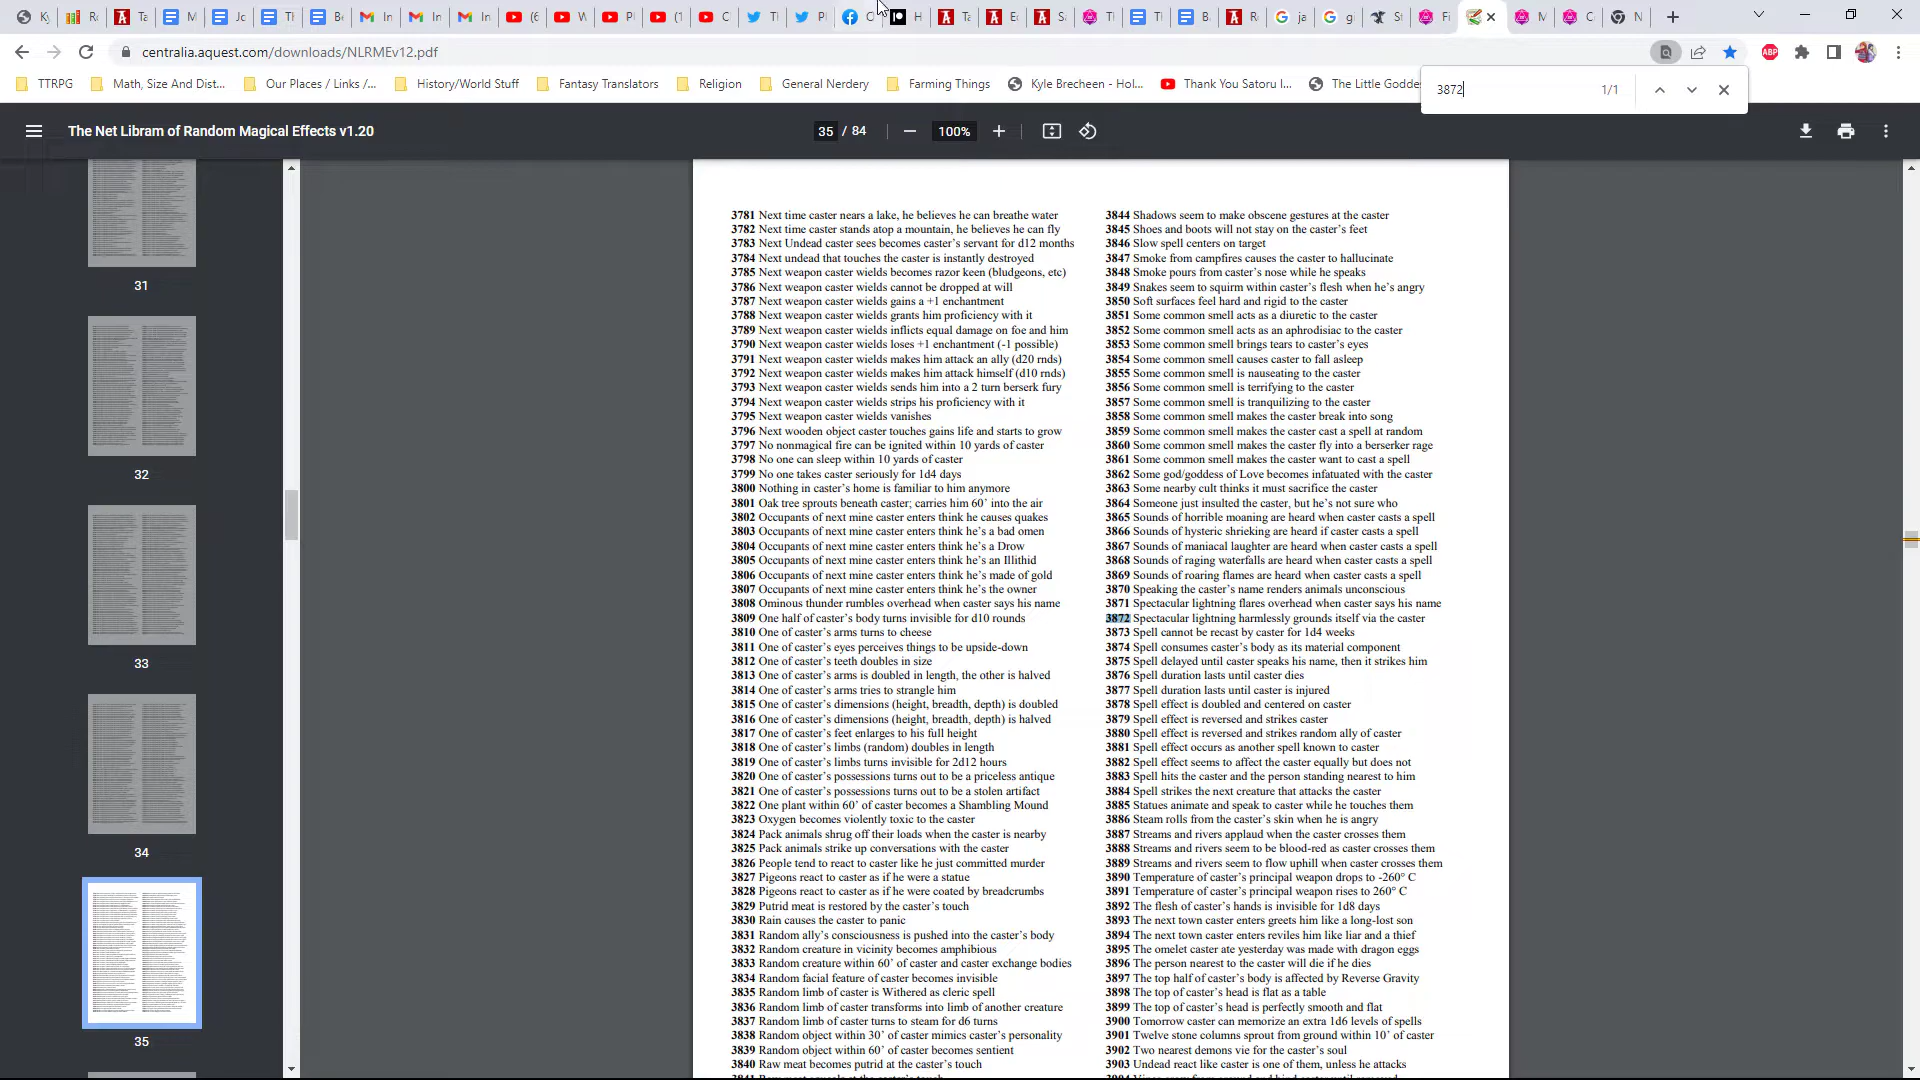 K
R
Ta
M
Jc
Tl
Be
In
In
In
(6
W
Pl
(1
C
Tl
Pl
C
H
Ta
Ec
Sa
Tl
Tl
B
R
ja
gi
St
Fi
M
C
N
centralia.aquest.com/downloads/NLRMEv12.pdf
ABP
TTRPG
Math, Size And Dist...
Our Places / Links /...
History/World Stuff
Fantasy Translators
Religion
General Nerdery
Farming Things
Kyle Brecheen - Hol...
Thank You Satoru I...
The Little Godde
3872
1/1
The Net Libram of Random Magical Effects v1.20
35 / 84
100%
31
32
33
34
35
3781 Next time caster nears a lake, he believes he can breathe water
3782 Next time caster stands atop a mountain, he believes he can fly
3783 Next Undead caster sees becomes caster's servant for d12 months
3784 Next undead that touches the caster is instantly destroyed
3785 Next weapon caster wields becomes razor keen (bludgeons, etc)
3786 Next weapon caster wields cannot be dropped at will
3787 Next weapon caster wields gains a +1 enchantment
3788 Next weapon caster wields grants him proficiency with it
3789 Next weapon caster wields inflicts equal damage on foe and him
3790 Next weapon caster wields loses +1 enchantment (-1 possible)
3791 Next weapon caster wields makes him attack an ally (d20 rnds)
3792 Next weapon caster wields makes him attack himself (d10 rnds)
3793 Next weapon caster wields sends him into a 2 turn berserk fury
3794 Next weapon caster wields strips his proficiency with it
3795 Next weapon caster wields vanishes
3796 Next wooden object caster touches gains life and starts to grow
3797 No nonmagical fire can be ignited within 10 yards of caster
3798 No one can sleep within 10 yards of caster
3799 No one takes caster seriously for 1d4 days
3800 Nothing in caster's home is familiar to him anymore
3801 Oak tree sprouts beneath caster; carries him 60' into the air
3802 Occupants of next mine caster enters think he causes quakes
3803 Occupants of next mine caster enters think he's a bad omen
3804 Occupants of next mine caster enters think he's a Drow
3805 Occupants of next mine caster enters think he's an Illithid
3806 Occupants of next mine caster enters think he's made of gold
3807 Occupants of next mine caster enters think he's the owner
3808 Ominous thunder rumbles overhead when caster says his name
3809 One half of caster's body turns invisible for d10 rounds
3810 One of caster's arms turns to cheese
3811 One of caster's eyes perceives things to be upside-down
3812 One of caster's teeth doubles in size
3813 One of caster's arms is doubled in length, the other is halved
3814 One of caster's arms tries to strangle him
3815 One of caster's dimensions (height, breadth, depth) is doubled
3816 One of caster's dimensions (height, breadth, depth) is halved
3817 One of caster's feet enlarges to his full height
3818 One of caster's limbs (random) doubles in length
3819 One of caster's limbs turns invisible for 2d12 hours
3820 One of caster's possessions turns out to be a priceless antique
3821 One of caster's possessions turns out to be a stolen artifact
3822 One plant within 60' of caster becomes a Shambling Mound
3823 Oxygen becomes violently toxic to the caster
3824 Pack animals shrug off their loads when the caster is nearby
3825 Pack animals strike up conversations with the caster
3826 People tend to react to caster like he just committed murder
3827 Pigeons react to caster as if he were a statue
3828 Pigeons react to caster as if he were coated by breadcrumbs
3829 Putrid meat is restored by the caster's touch
3830 Rain causes the caster to panic
3831 Random ally's consciousness is pushed into the caster's body
3832 Random creature in vicinity becomes amphibious
3833 Random creature within 60' of caster and caster exchange bodies
3834 Random facial feature of caster becomes invisible
3835 Random limb of caster is Withered as cleric spell
3836 Random limb of caster transforms into limb of another creature
3837 Random limb of caster turns to steam for d6 turns
3838 Random object within 30' of caster mimics caster's personality
3839 Random object within 60' of caster becomes sentient
3840 Raw meat becomes putrid at the caster's touch
3844 Shadows seem to make obscene gestures at the caster
3845 Shoes and boots will not stay on the caster's feet
3846 Slow spell centers on target
3847 Smoke from campfires causes the caster to hallucinate
3848 Smoke pours from caster's nose while he speaks
3849 Snakes seem to squirm within caster's flesh when he's angry
3850 Soft surfaces feel hard and rigid to the caster
3851 Some common smell acts as a diuretic to the caster
3852 Some common smell acts as an aphrodisiac to the caster
3853 Some common smell brings tears to caster's eyes
3854 Some common smell causes caster to fall asleep
3855 Some common smell is nauseating to the caster
3856 Some common smell is terrifying to the caster
3857 Some common smell is tranquilizing to the caster
3858 Some common smell makes the caster break into song
3859 Some common smell makes the caster cast a spell at random
3860 Some common smell makes the caster fly into a berserker rage
3861 Some common smell makes the caster want to cast a spell
3862 Some god/goddess of Love becomes infatuated with the caster
3863 Some nearby cult thinks it must sacrifice the caster
3864 Someone just insulted the caster, but he's not sure who
3865 Sounds of horrible moaning are heard when caster casts a spell
3866 Sounds of hysteric shrieking are heard if caster casts a spell
3867 Sounds of maniacal laughter are heard when caster casts a spell
3868 Sounds of raging waterfalls are heard when caster casts a spell
3869 Sounds of roaring flames are heard when caster casts a spell
3870 Speaking the caster's name renders animals unconscious
3871 Spectacular lightning flares overhead when caster says his name
3872 Spectacular lightning harmlessly grounds itself via the caster
3873 Spell cannot be recast by caster for 1d4 weeks
3874 Spell consumes caster's body as its material component
3875 Spell delayed until caster speaks his name, then it strikes him
3876 Spell duration lasts until caster dies
3877 Spell duration lasts until caster is injured
3878 Spell effect is doubled and centered on caster
3879 Spell effect is reversed and strikes caster
3880 Spell effect is reversed and strikes random ally of caster
3881 Spell effect occurs as another spell known to caster
3882 Spell effect seems to affect the caster equally but does not
3883 Spell hits the caster and the person standing nearest to him
3884 Spell strikes the next creature that attacks the caster
3885 Statues animate and speak to caster while he touches them
3886 Steam rolls from the caster's skin when he is angry
3887 Streams and rivers applaud when the caster crosses them
3888 Streams and rivers seem to be blood-red as caster crosses them
3889 Streams and rivers seem to flow uphill when caster crosses them
3890 Temperature of caster's principal weapon drops to -260° C
3891 Temperature of caster's principal weapon rises to 260° C
3892 The flesh of caster's hands is invisible for 1d8 days
3893 The next town caster enters greets him like a long-lost son
3894 The next town caster enters reviles him like liar and a thief
3895 The omelet caster ate yesterday was made with dragon eggs
3896 The person nearest to the caster will die if he dies
3897 The top half of caster's body is affected by Reverse Gravity
3898 The top of caster's head is flat as a table
3899 The top of caster's head is perfectly smooth and flat
3900 Tomorrow caster can memorize an extra 1d6 levels of spells
3901 Twelve stone columns sprout from ground within 10' of caster
3902 Two nearest demons vie for the caster's soul
3903 Undead react like caster is one of them, unless he attacks